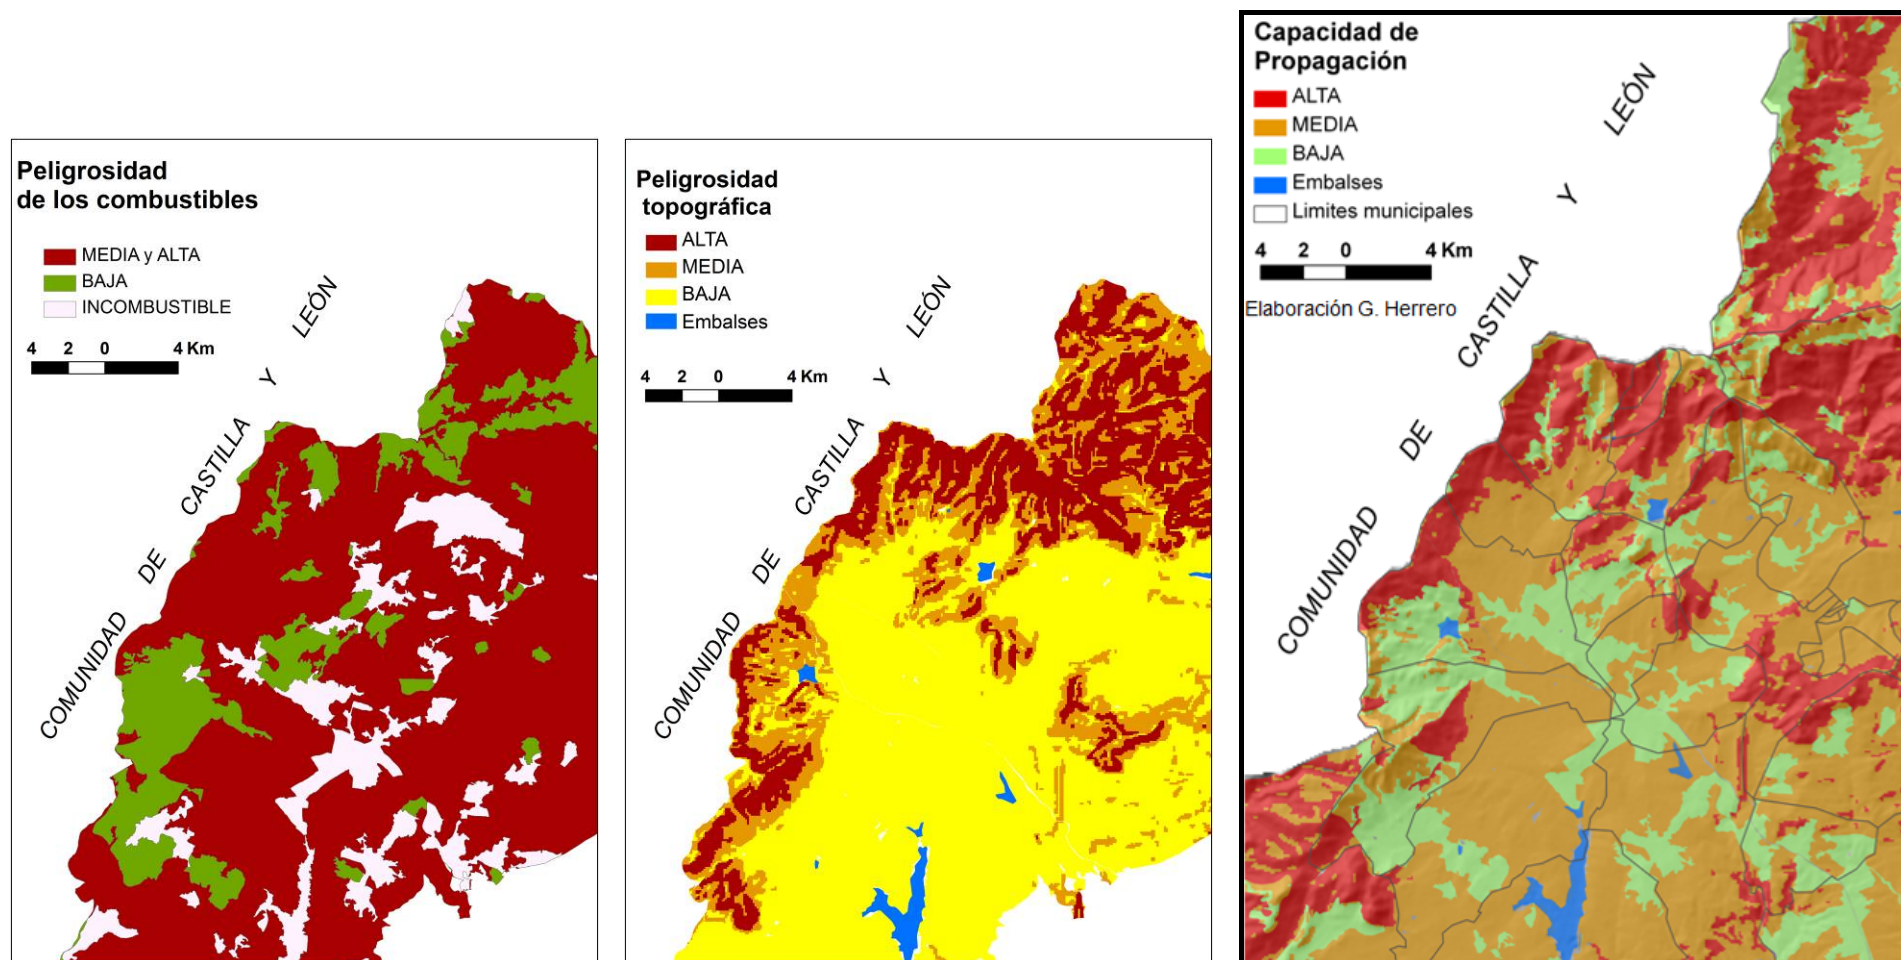 Peligrosidad
de los combustibles
MEDIA y ALTA
BAJA
INCOMBUSTIBLE
4 2 0 4 Km
COMUNIDAD DE CASTILLA Y LEÓN
Peligrosidad
topográfica
ALTA
MEDIA
BAJA
Embalses
4 2 0 4 Km
COMUNIDAD DE CASTILLA Y LEÓN
Capacidad de
Propagación
ALTA
MEDIA
BAJA
Embalses
Limites municipales
4 2 0 4 Km
Elaboración G. Herrero
COMUNIDAD DE CASTILLA Y LEÓN